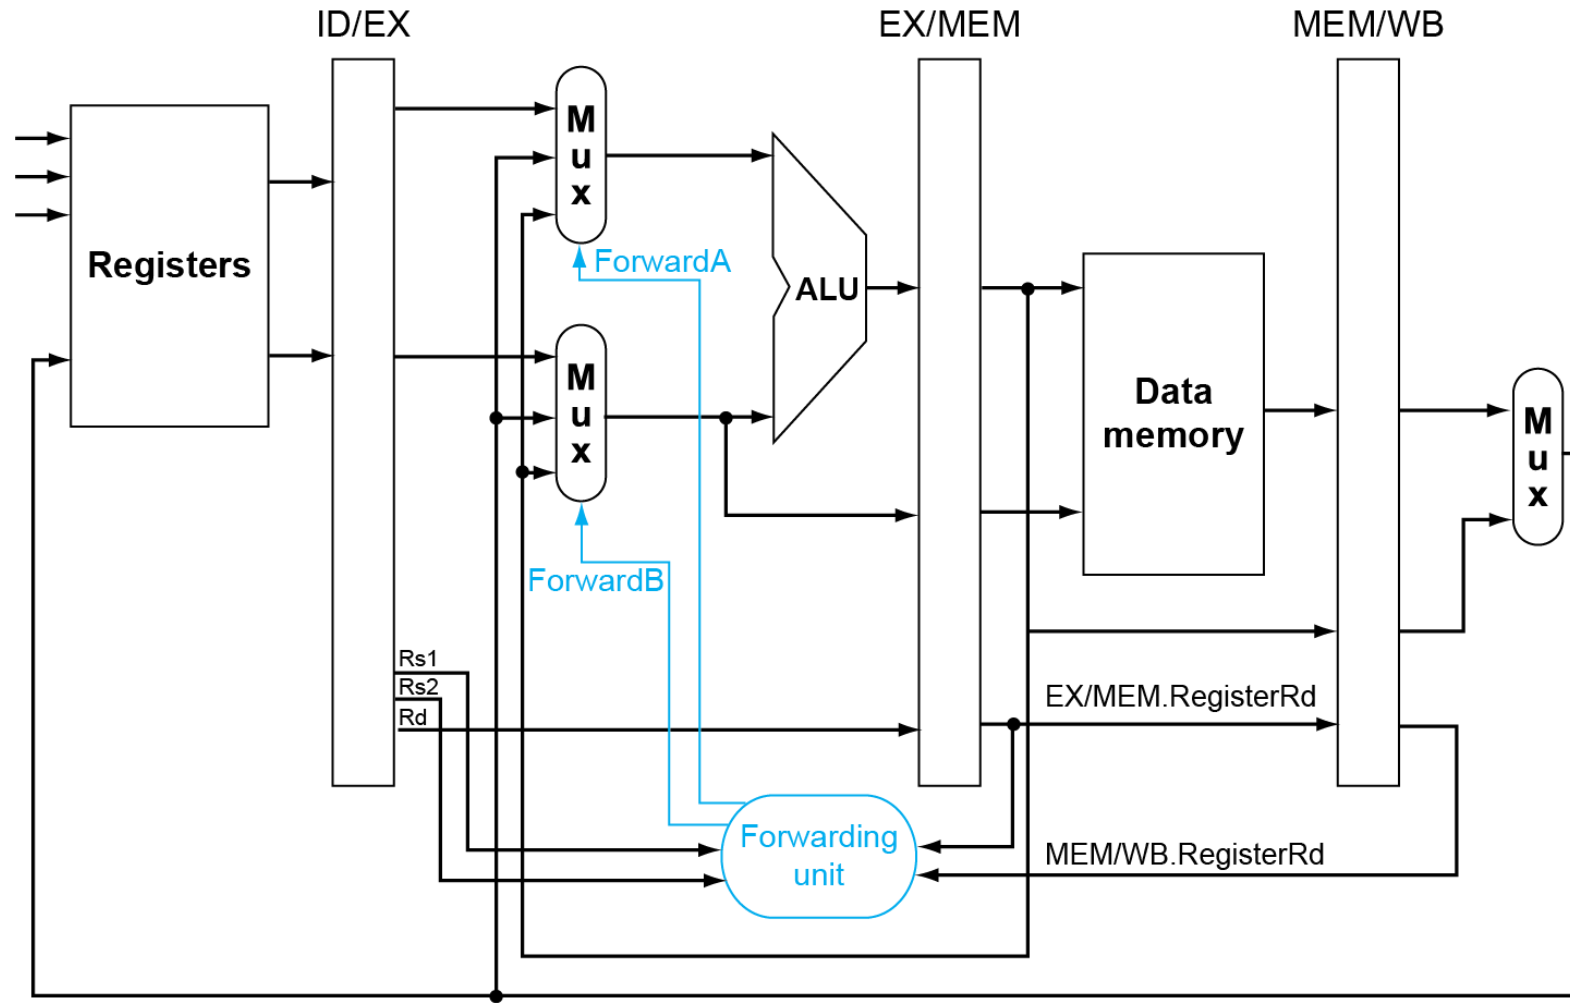 ID/EX
EX/MEM
MEM/WB
M
u
x
Registers
ForwardA
ALU
M
u
x
Data
memory
M
u
x
ForwardB
Rs1
Rs2
Rd
EX/MEM.RegisterRd
Forwarding
unit
MEM/WB.RegisterRd